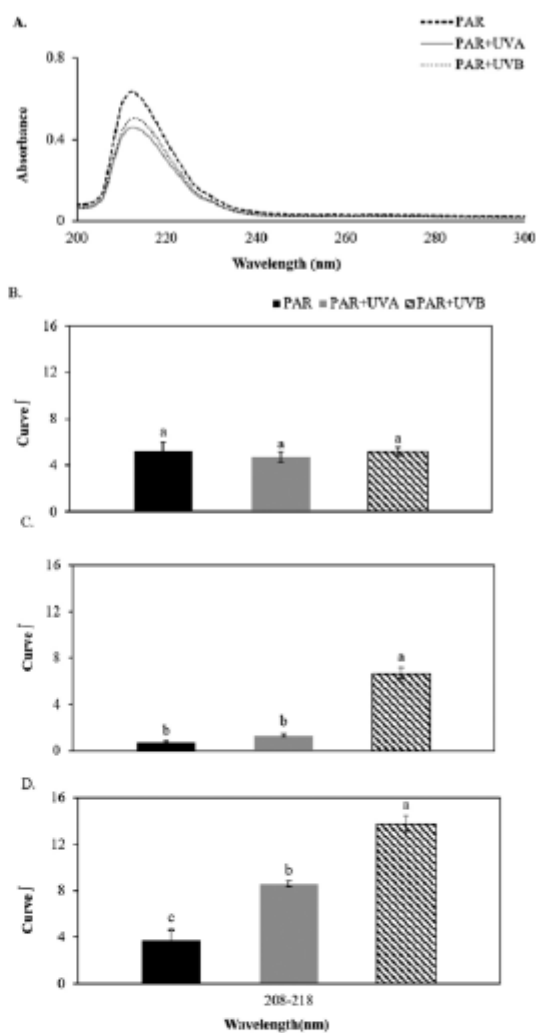 A.
PAR
PAR+UVA
PAR+UVB
0.8
0.4
0
Absorbance
200 220 240 260 280 300
Wavelength (nm)
B.
PAR PAR+UVA PAR+UVB
16
12
8
4
0
Curve ∫
a a a
C.
16
12
8
4
0
Curve ∫
b b a
D.
16
12
8
4
0
Curve ∫
c b a
208-218
Wavelength(nm)